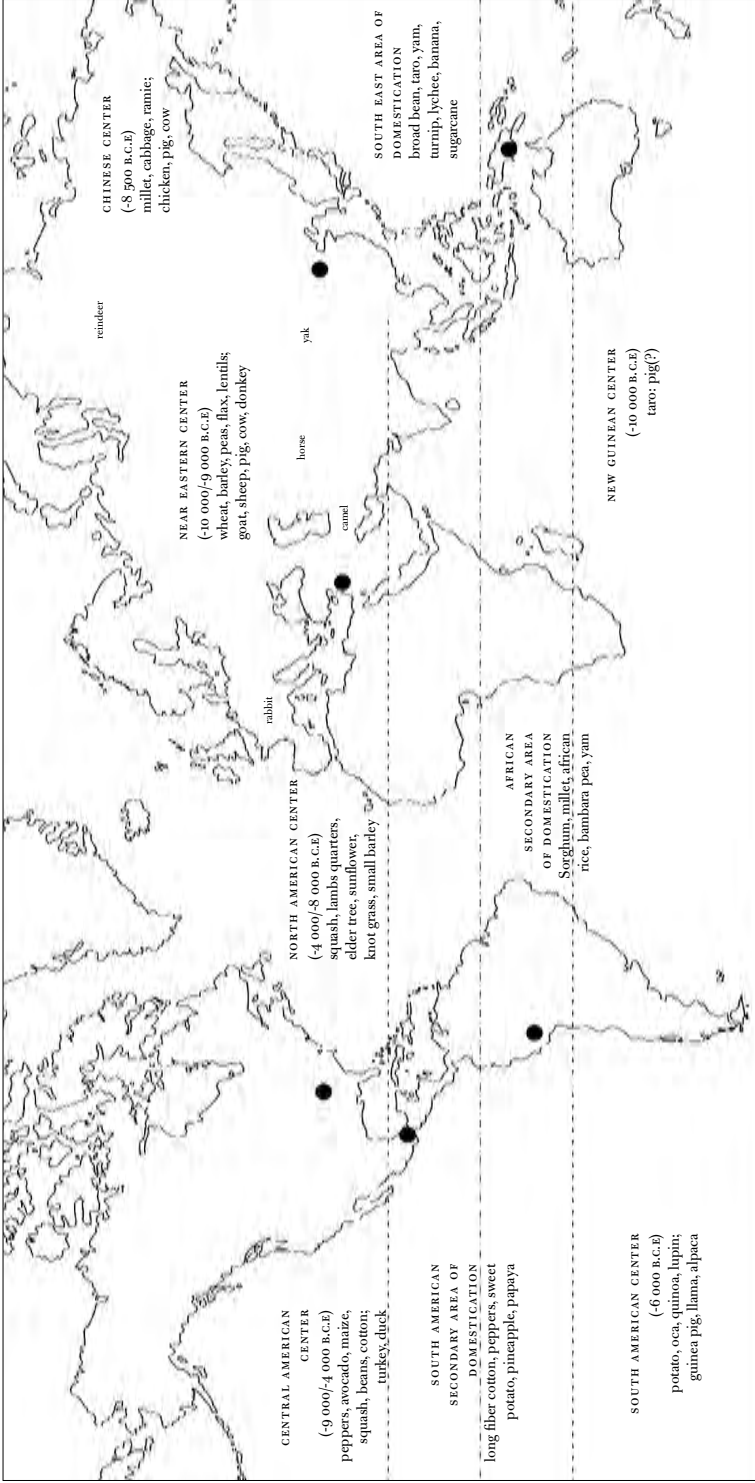 CENTRAL AMERICAN
CENTER
(-9 000/-4 000 B.C.E)
peppers, avocado, maize,
squash, beans, cotton;
turkey, duck
SOUTH AMERICAN
SECONDARY AREA OF
DOMESTICATION
long fiber cotton, peppers, sweet
potato, pineapple, papaya
SOUTH AMERICAN CENTER
(-6 000 B.C.E)
potato, oca, quinoa, lupin;
guinea pig, llama, alpaca
NORTH AMERICAN CENTER
(-4 000/-8 000 B.C.E)
squash, lambs quarters,
elder tree, sunflower,
knot grass, small barley
AFRICAN
SECONDARY AREA
OF DOMESTICATION
Sorghum, millet, african
rice, bambara pea, yam
rabbit
NEAR EASTERN CENTER
(-10 000/-9 000 B.C.E)
wheat, barley, peas, flax, lentils;
goat, sheep, pig, cow, donkey
horse
camel
reindeer
yak
NEW GUINEAN CENTER
(-10 000 B.C.E)
taro: pig(?)
CHINESE CENTER
(-8 500 B.C.E)
millet, cabbage, ramie;
chicken, pig, cow
SOUTH EAST AREA OF
DOMESTICATION
broad bean, taro, yam,
turnip, lychee, banana,
sugarcane